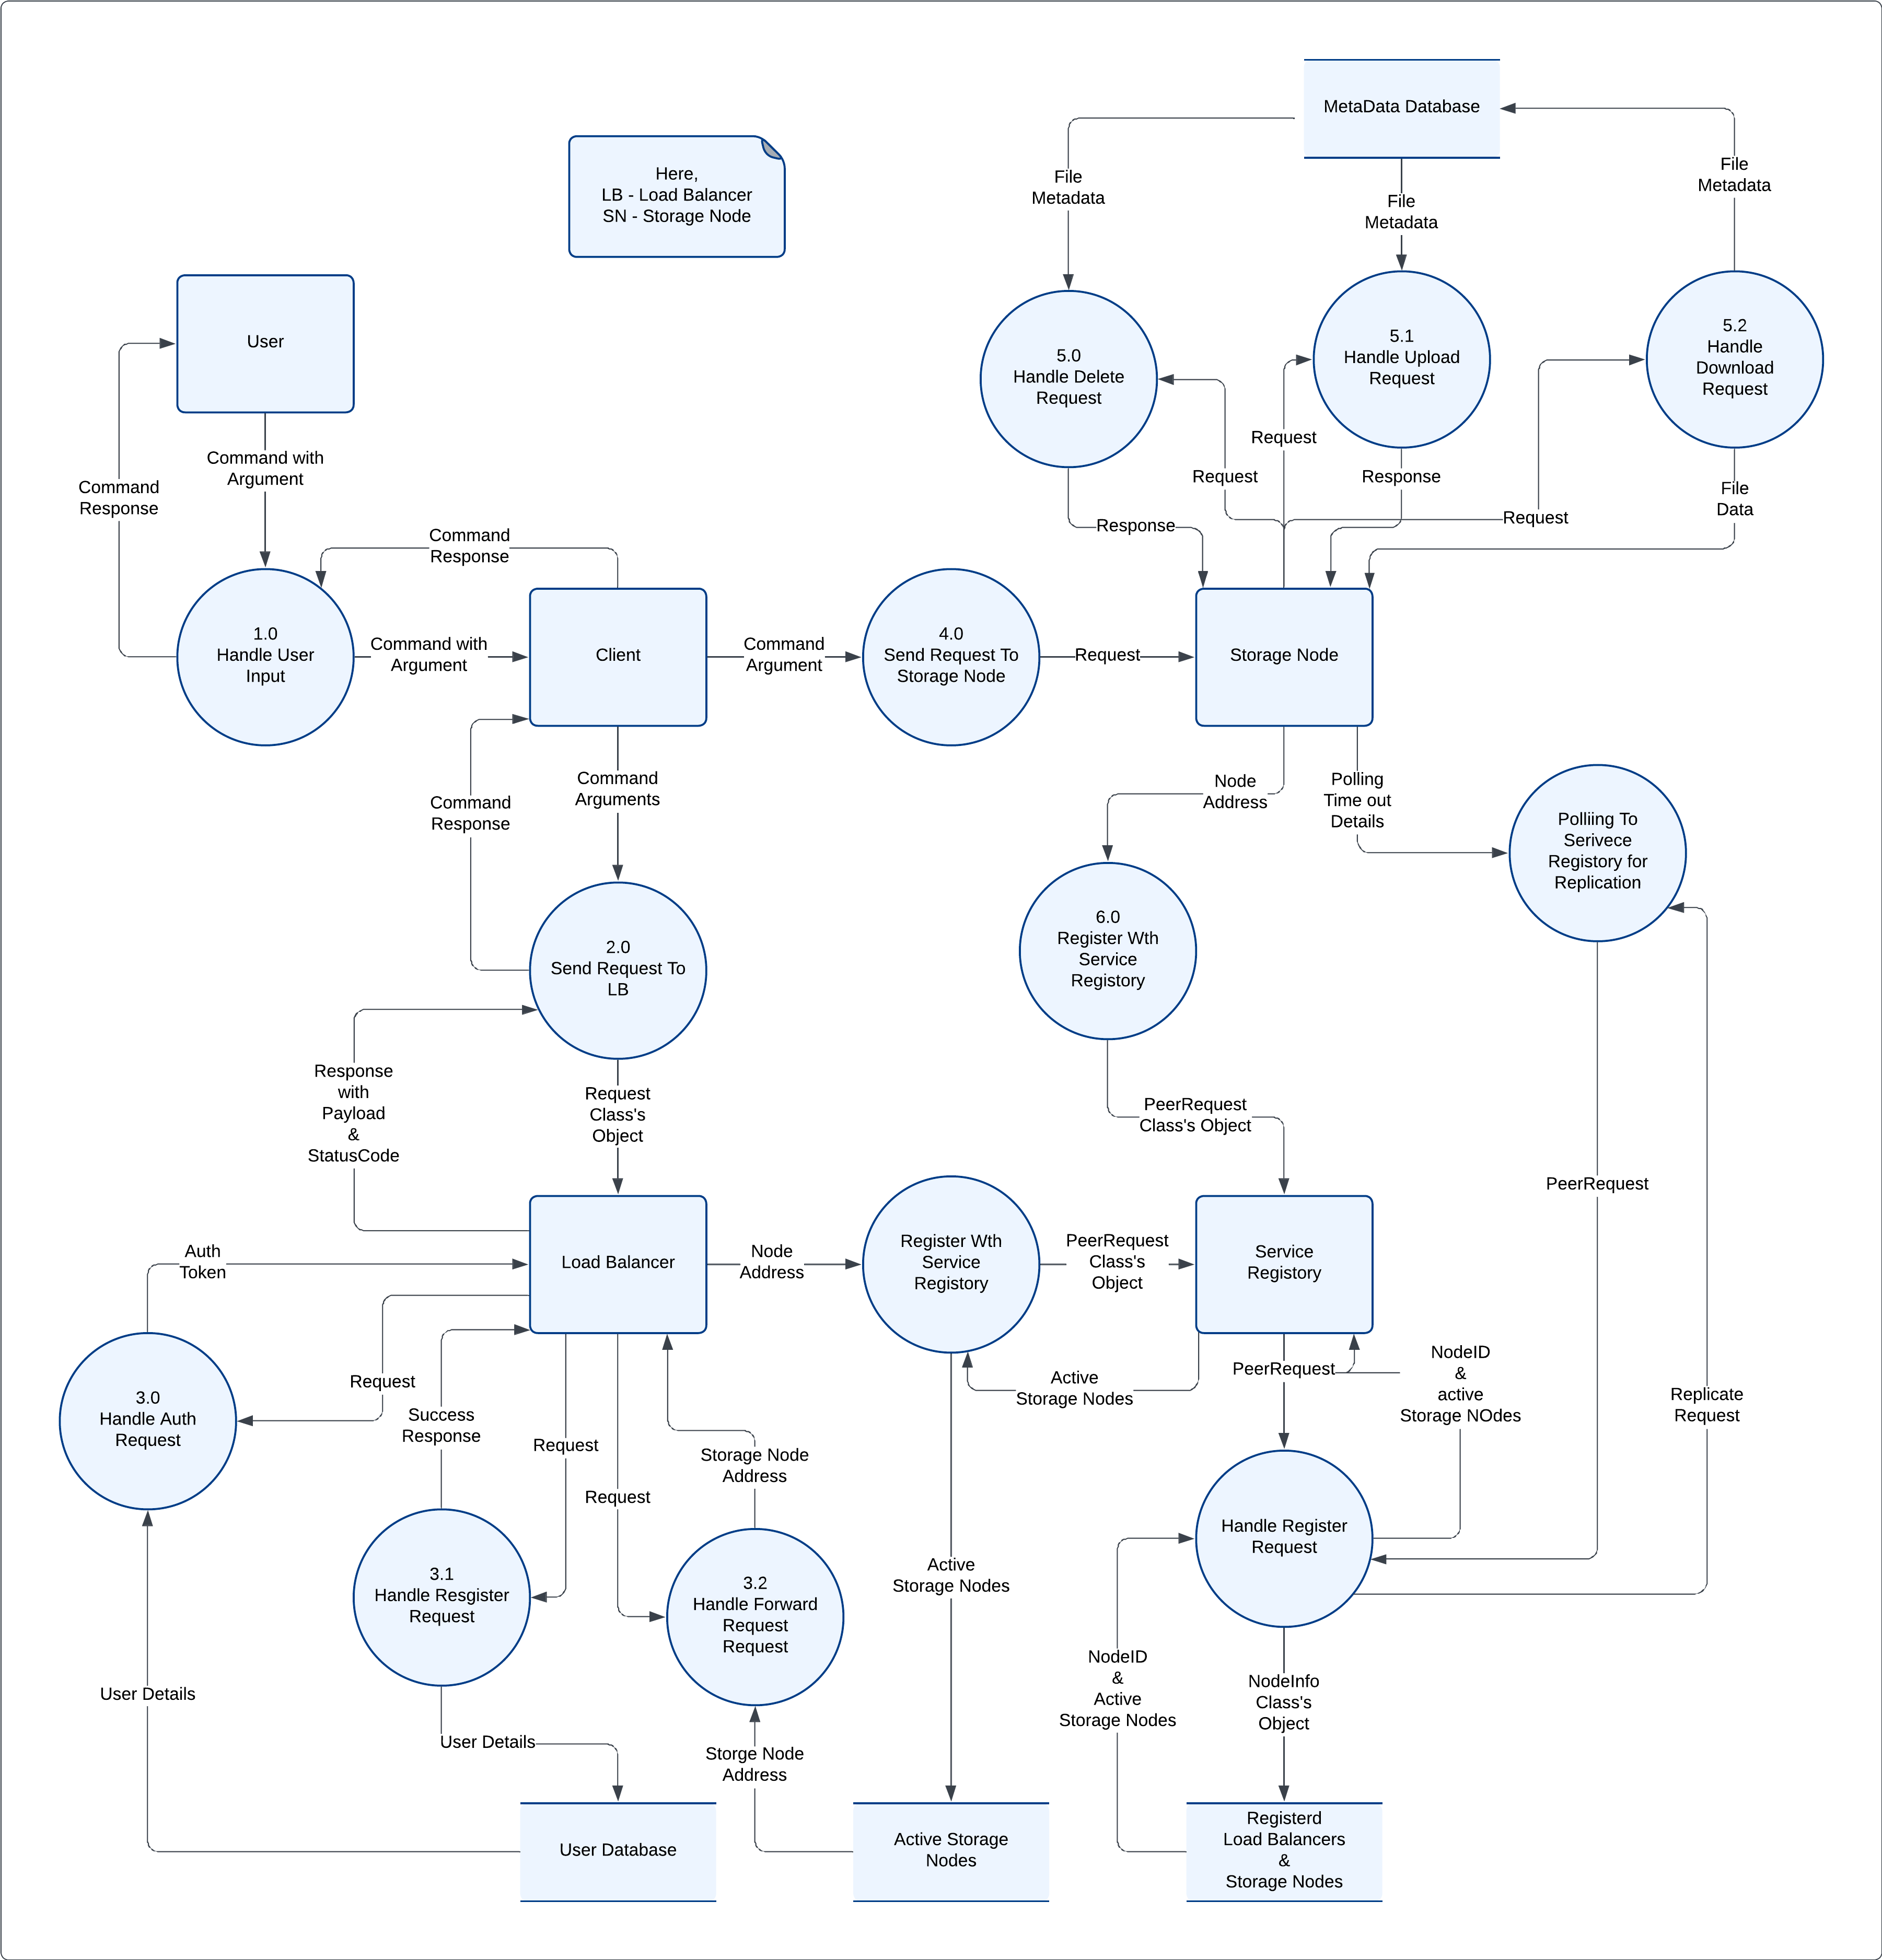 MetaData Database
Here,
LB - Load Balancer
SN - Storage Node
File
Metadata
File
Metadata
File
Metadata
User
5.0
Handle Delete
Request
5.1
Handle Upload
Request
5.2
Handle
Download
Request
Command with
Argument
Command
Response
Request
Request
Response
Request
File
Data
Response
Command
Response
1.0
Handle User
Input
Command with
Argument
Client
Command
Argument
4.0
Send Request To
Storage Node
Request
Storage Node
Command
Response
Command
Arguments
Node
Address
Polling
Time out
Details
Polliing To
Serivece
Registory for
Replication
2.0
Send Request To
LB
6.0
Register Wth
Service
Registory
Response
with
Payload
&
StatusCode
Request
Class's
Object
PeerRequest
Class's Object
PeerRequest
Auth
Token
Load Balancer
Node
Address
Register Wth
Service
Registory
PeerRequest
Class's
Object
Service
Registory
3.0
Handle Auth
Request
Request
Success
Response
Request
Request
Storage Node
Address
Active
Storage Nodes
PeerRequest
NodeID
&
active
Storage NOdes
Replicate
Request
3.1
Handle Resgister
Request
3.2
Handle Forward
Request
Request
Active
Storage Nodes
Handle Register
Request
User Details
User Details
Storge Node
Address
NodeID
&
Active
Storage Nodes
NodeInfo
Class's
Object
User Database
Active Storage
Nodes
Registerd
Load Balancers
&
Storage Nodes